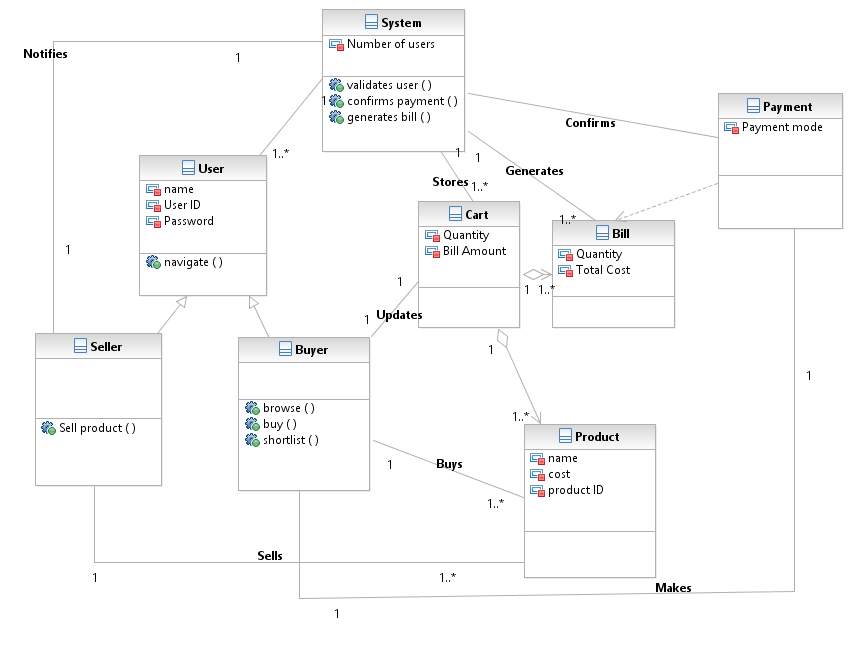 System
Number of users
validates user ( )
confirms payment ( )
generates bill ( )
Notifies
1
1
1..*
User
name
User ID
Password
navigate ( )
Confirms
Payment
Payment mode
1
1
Stores
1..*
Generates
1..*
Cart
Quantity
Bill Amount
Bill
Quantity
Total Cost
1
1..*
1
1
1
Updates
Seller
Sell product ( )
Buyer
browse ( )
buy ( )
shortlist ( )
1
1..*
Product
name
cost
product ID
1
Buys
1..*
1
Sells
1
1..*
Makes
1